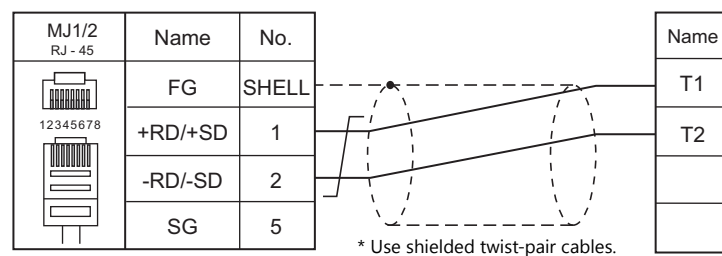 MJ1/2 Name No. Name
RJ - 45
FG SHELL T1
12345678
+RD/+SD 1 T2
-RD/-SD 2
SG 5
* Use shielded twist-pair cables.